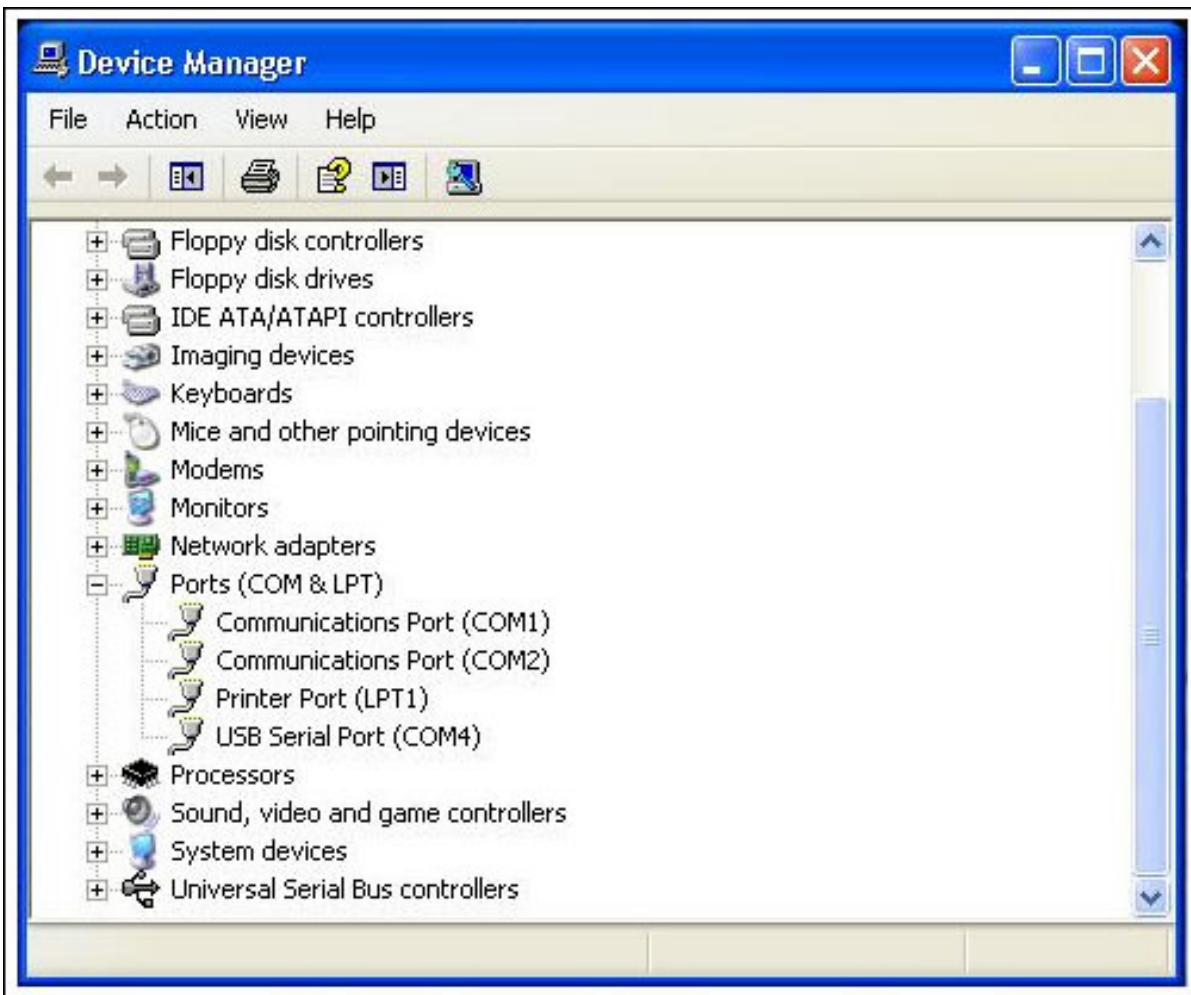 Device Manager
File Action View Help
Floppy disk controllers
Floppy disk drives
IDE ATA/ATAPI controllers
Imaging devices
Keyboards
Mice and other pointing devices
Modems
Monitors
Network adapters
Ports (COM & LPT)
Communications Port (COM1)
Communications Port (COM2)
Printer Port (LPT1)
USB Serial Port (COM4)
Processors
Sound, video and game controllers
System devices
Universal Serial Bus controllers